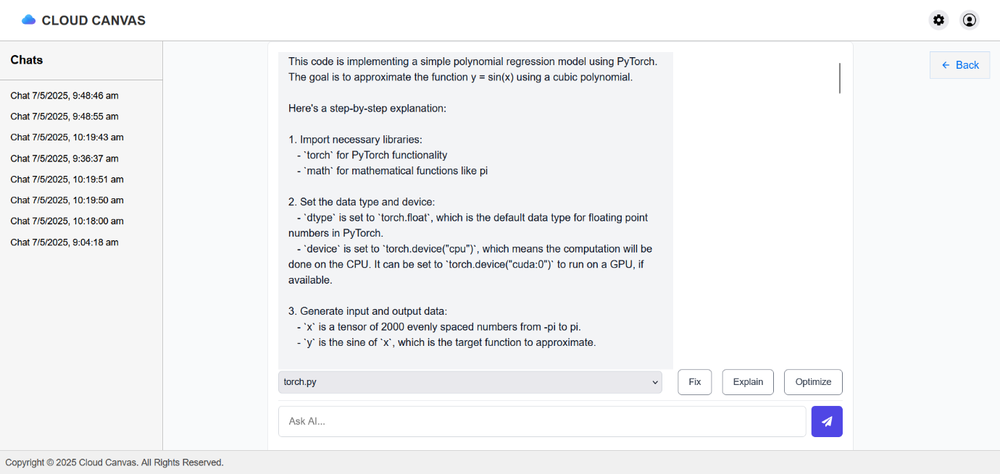 CLOUD CANVAS
Chats
Chat 7/5/2025, 9:48:46 am
Chat 7/5/2025, 9:48:55 am
Chat 7/5/2025, 10:19:43 am
Chat 7/5/2025, 9:36:37 am
Chat 7/5/2025, 10:19:51 am
Chat 7/5/2025, 10:19:50 am
Chat 7/5/2025, 10:18:00 am
Chat 7/5/2025, 9:04:18 am
This code is implementing a simple polynomial regression model using PyTorch.
The goal is to approximate the function y = sin(x) using a cubic polynomial.
Here's a step-by-step explanation:
1. Import necessary libraries:
- `torch` for PyTorch functionality
- `math` for mathematical functions like pi
2. Set the data type and device:
- `dtype` is set to `torch.float`, which is the default data type for floating point
numbers in PyTorch.
- `device` is set to `torch.device("cpu")`, which means the computation will be
done on the CPU. It can be set to `torch.device("cuda:0")` to run on a GPU, if
available.
3. Generate input and output data:
- `x` is a tensor of 2000 evenly spaced numbers from -pi to pi.
- `y` is the sine of `x`, which is the target function to approximate.
Back
torch.py
Fix
Explain
Optimize
Ask AI...
Copyright © 2025 Cloud Canvas. All Rights Reserved.